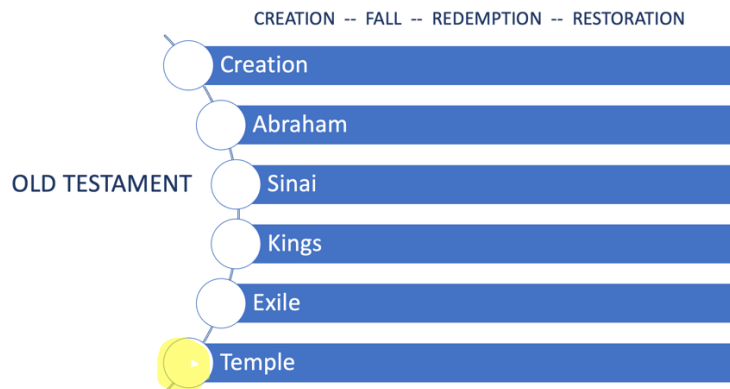 CREATION -- FALL -- REDEMPTION -- RESTORATION
Creation
Abraham
OLD TESTAMENT
Sinai
Kings
Exile
Temple